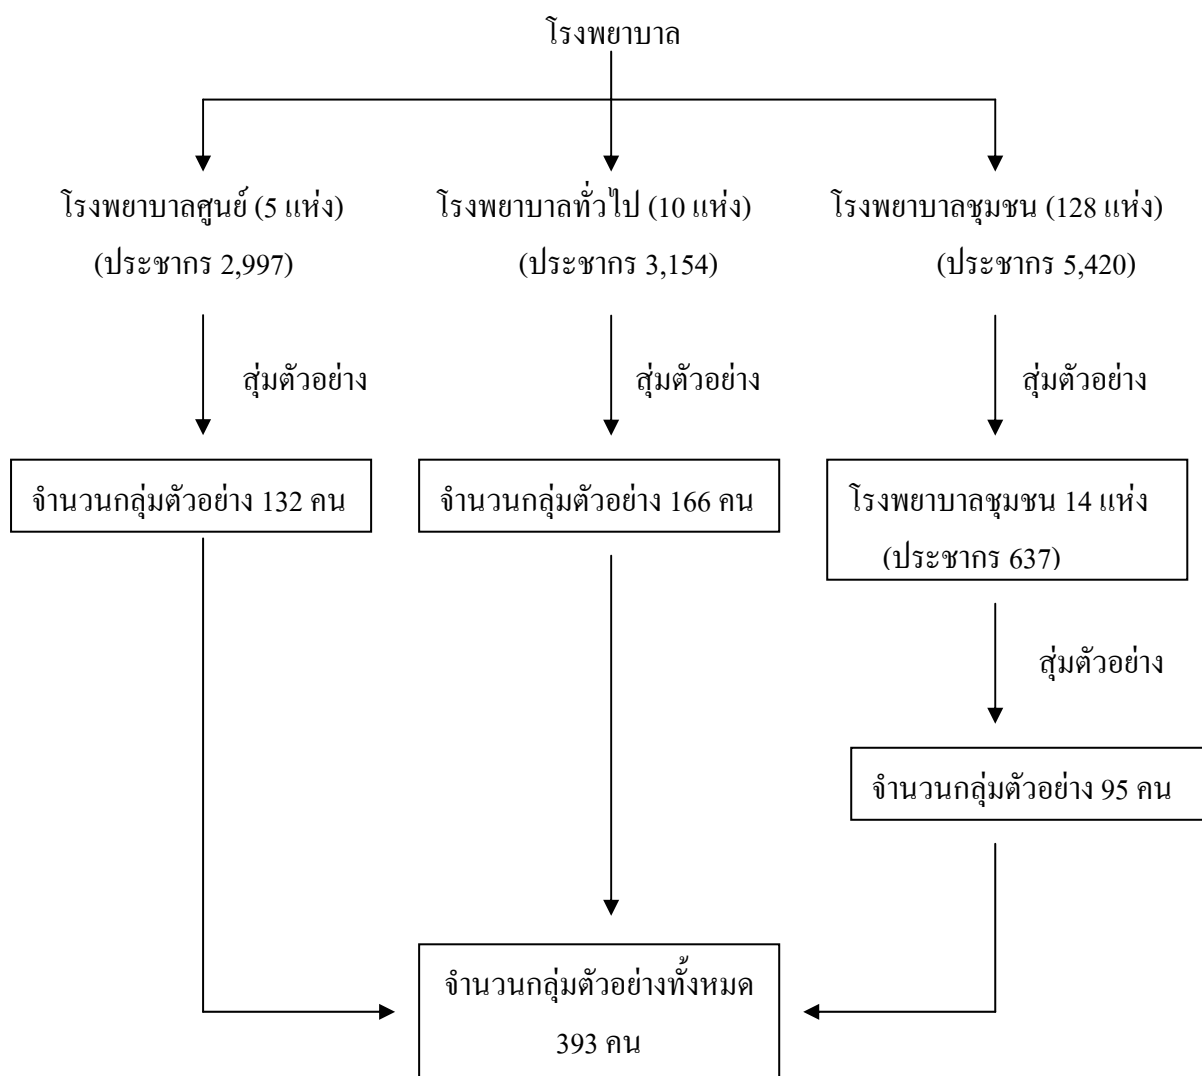 โรงพยาบาล
โรงพยาบาลศูนย์ (5 แห่ง)
(ประชากร 2,997)
โรงพยาบาลทั่วไป (10 แห่ง)
(ประชากร 3,154)
โรงพยาบาลชุมชน (128 แห่ง)
(ประชากร 5,420)
สุ่มตัวอย่าง
สุ่มตัวอย่าง
สุ่มตัวอย่าง
จำนวนกลุ่มตัวอย่าง 132 คน
จำนวนกลุ่มตัวอย่าง 166 คน
โรงพยาบาลชุมชน 14 แห่ง
(ประชากร 637)
สุ่มตัวอย่าง
จำนวนกลุ่มตัวอย่าง 95 คน
จำนวนกลุ่มตัวอย่างทั้งหมด
393 คน